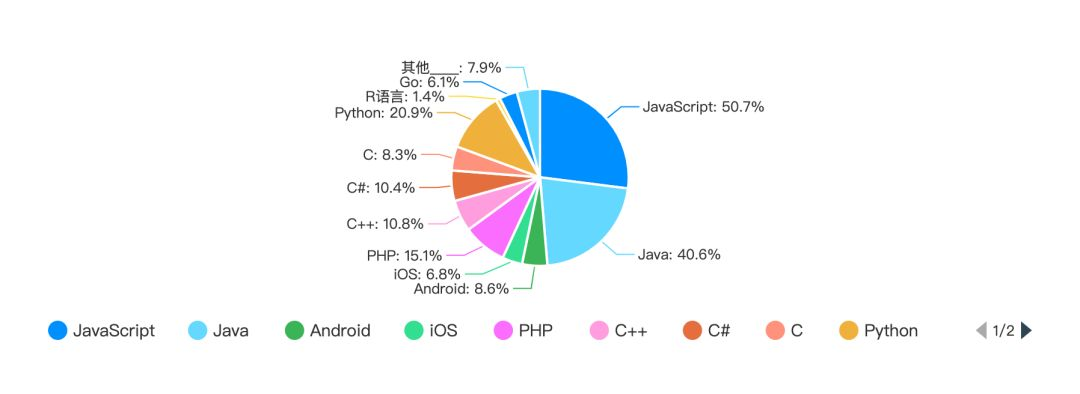 其他____: 7.9%
Go: 6.1%
R语言: 1.4%
JavaScript: 50.7%
Python: 20.9%
C: 8.3%
C#: 10.4%
C++: 10.8%
PHP: 15.1%
Java: 40.6%
iOS: 6.8%
Android: 8.6%
JavaScript Java Android iOS PHP C++ C# C Python 1/2